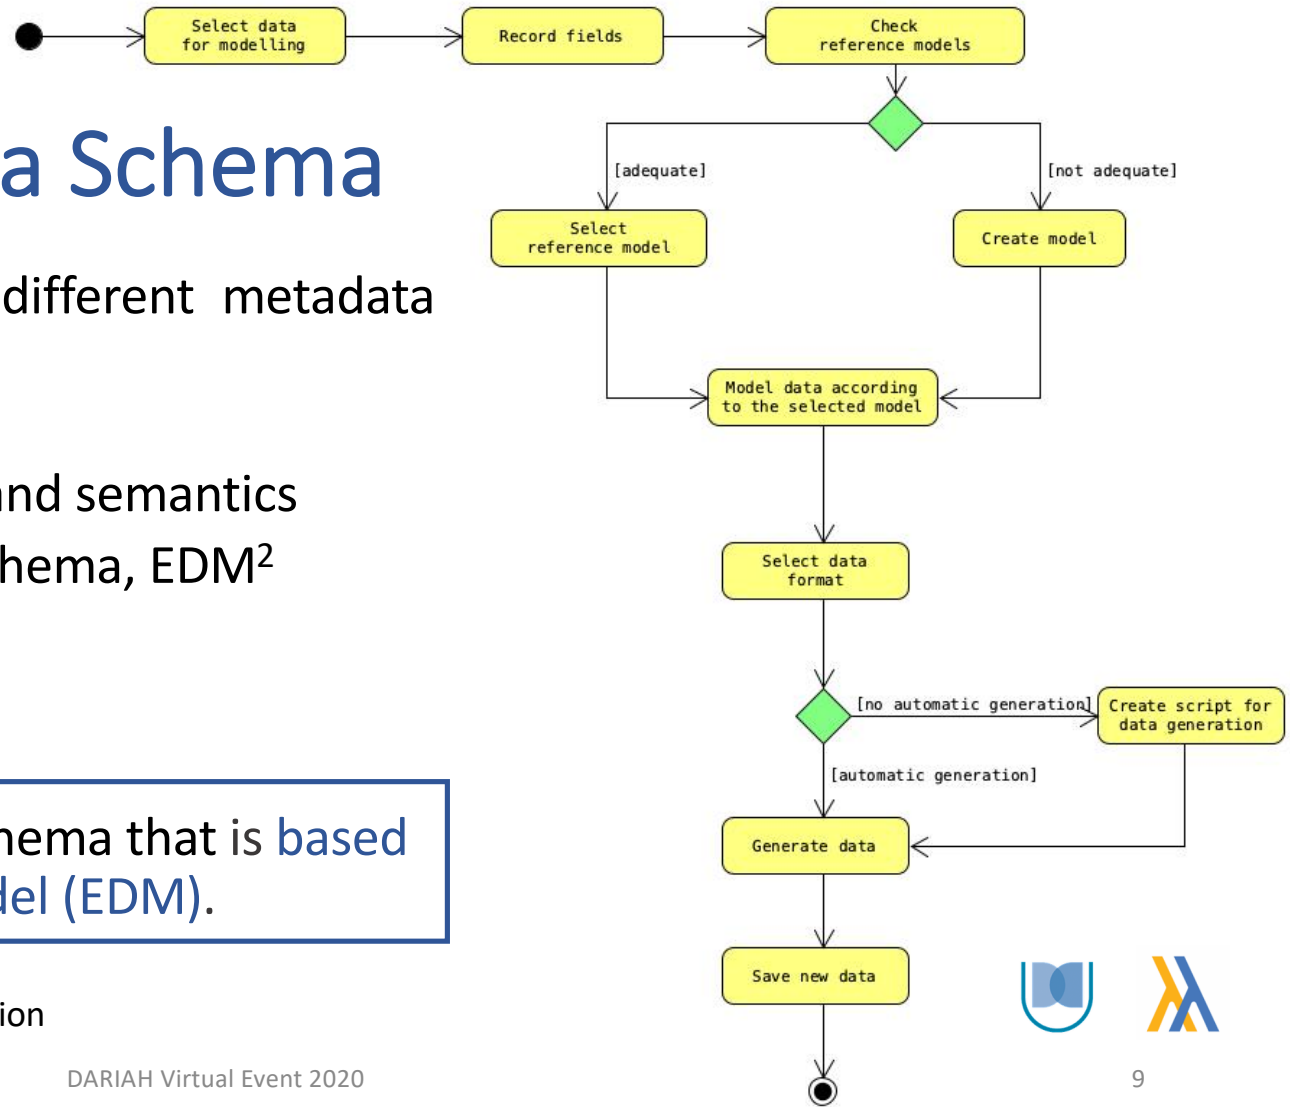 Select data
for modelling
Record fields
Check
reference models
a Schema
[adequate]
[not adequate]
Select
reference model
Create model
different metadata
Model data according
to the selected model
and semantics
hema, EDM²
Select data
format
[no automatic generation]
Create script for
data generation
[automatic generation]
hema that is based
del (EDM).
Generate data
Save new data
ion
DARIAH Virtual Event 2020
9